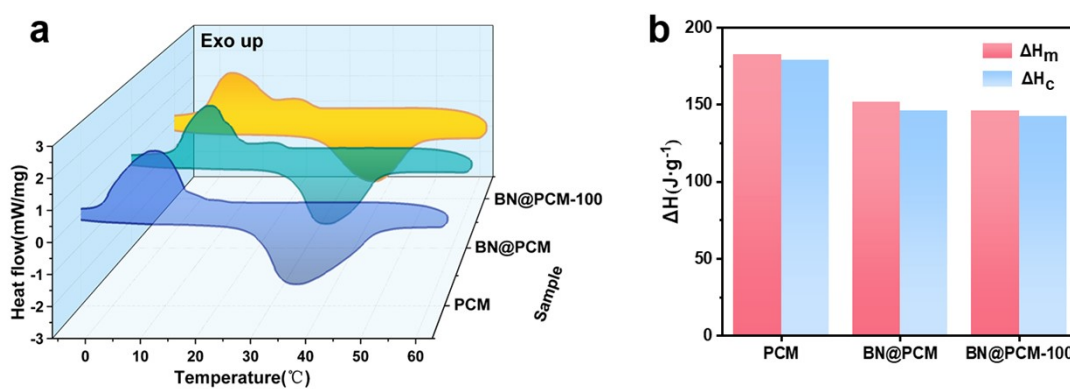 a
Exo up
3
2
1
0
-1
-2
-3
Heat flow(mW/mg)
0
10
20
30
40
50
60
Temperature(℃)
PCM
BN@PCM
BN@PCM-100
Sample
b
200
150
100
50
0
ΔH(J·g⁻¹)
ΔHm
ΔHc
PCM
BN@PCM
BN@PCM-100